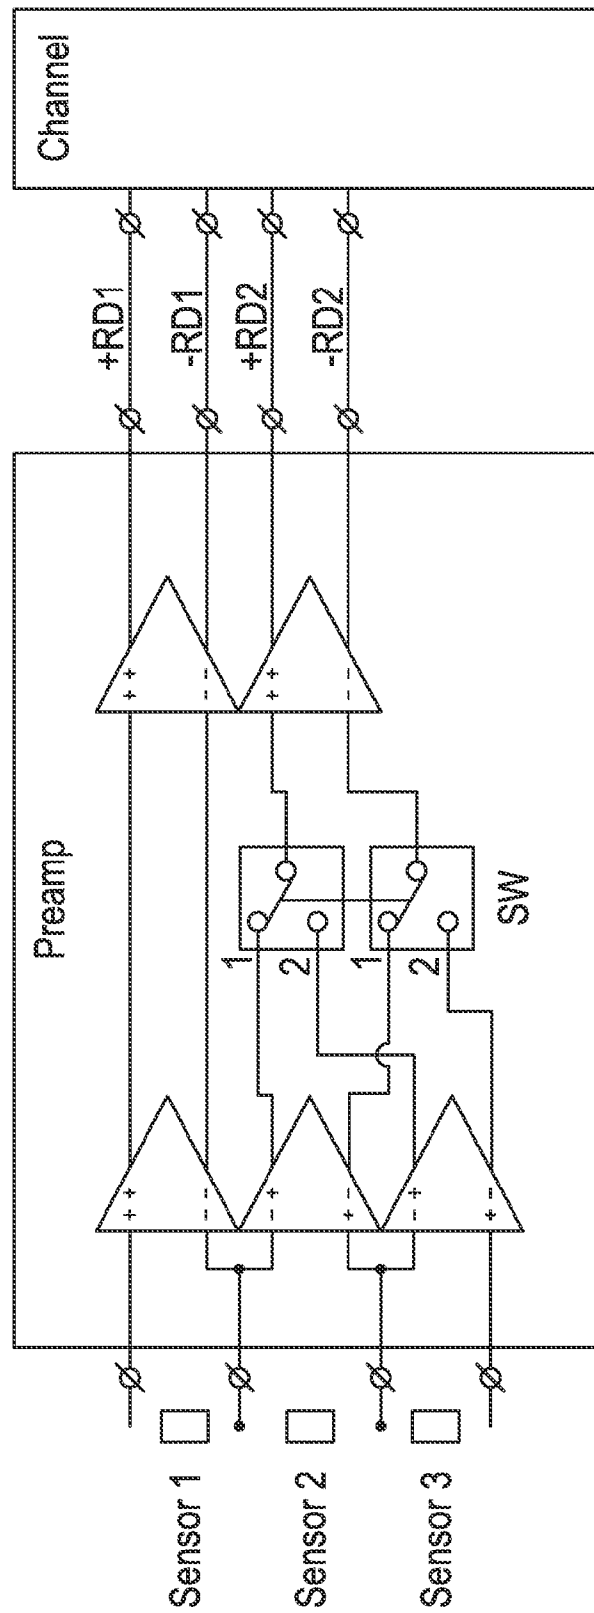 Preamp
Channel
+RD1
-RD1
+RD2
-RD2
Sensor 1
Sensor 2
Sensor 3
1
2
1
2
SW